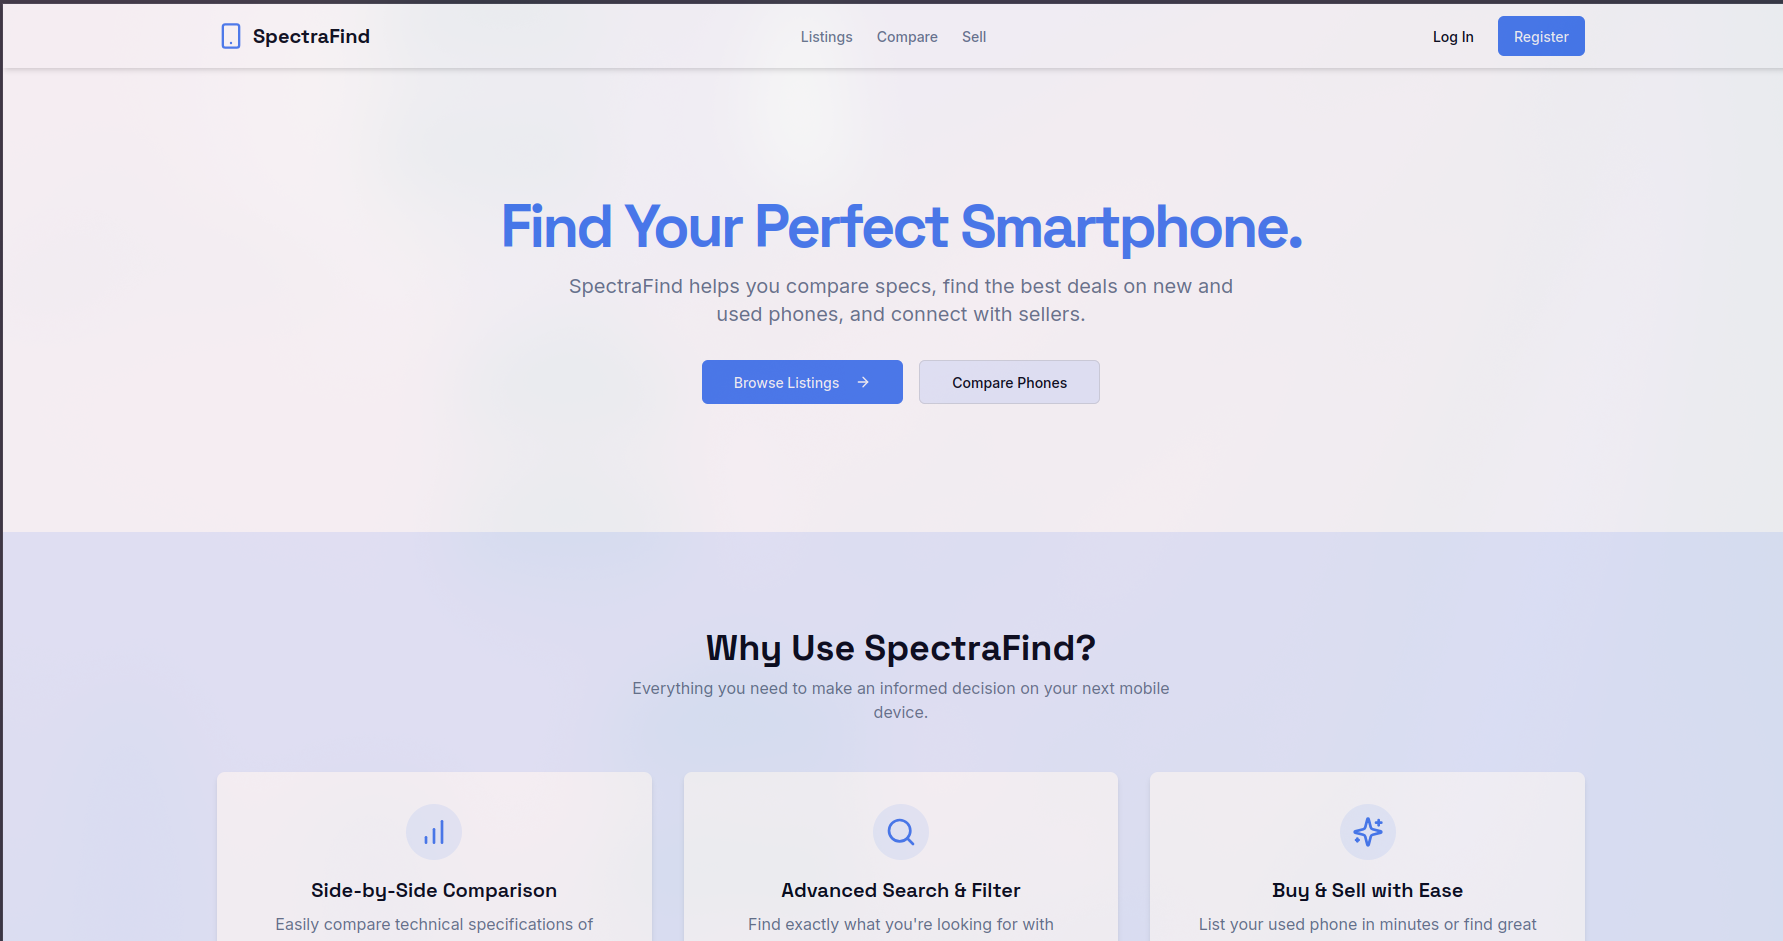 SpectraFind
Listings Compare Sell
Log In Register
Find Your Perfect Smartphone.
SpectraFind helps you compare specs, find the best deals on new and
used phones, and connect with sellers.
Browse Listings
Compare Phones
Why Use SpectraFind?
Everything you need to make an informed decision on your next mobile
device.
Side-by-Side Comparison
Easily compare technical specifications of
Advanced Search & Filter
Find exactly what you're looking for with
Buy & Sell with Ease
List your used phone in minutes or find great